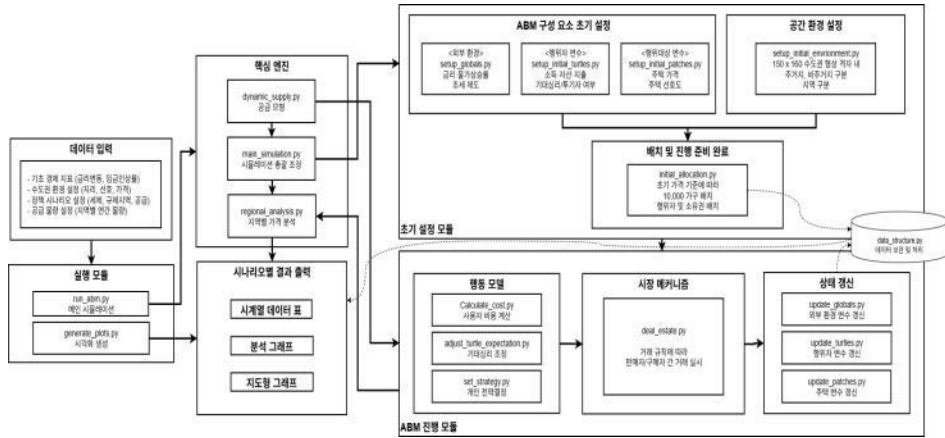 데이터 입력
- 기초 경제 지표 (금리변동, 임금인상률)
- 수도권 환경 설정 (지리, 선호, 가격)
- 정책 시나리오 설정 (세제, 규제지역, 공급)
- 공급 물량 설정 (지역별 연간 물량)
실행 모듈
run_abm.py
메인 시뮬레이션
generate_plots.py
시각화 생성
핵심 엔진
dynamic_supply.py
공급 모형
main_simulation.py
시뮬레이션 총괄 조정
regional_analysis.py
지역별 가격 분석
시나리오별 결과 출력
시계열 데이터 표
분석 그래프
지도형 그래프
ABM 구성 요소 초기 설정
<외부 환경>
setup_globals.py
금리 물가상승률
조세 제도
<행위자 변수>
setup_initial_turtles.py
소득 자산 지출
기대심리/투기자 여부
<행위대상 변수>
setup_initial_patches.py
주택 가격
주택 선호도
공간 환경 설정
setup_initial_envrionment.py
150 x 160 수도권 형상 격자 내
주거지, 비주거지 구분
지역 구분
배치 및 진행 준비 완료
initial_allocation.py
초기 가격 기준에 따라
10,000 가구 배치
행위자 및 소유권 배치
초기 설정 모듈
data_structure.py
데이터 보관 및 처리
행동 모델
Calculate_cost.py
사용자 비용 계산
adjust_turtle_expectation.py
기대심리 조정
set_strategy.py
개인 전략결정
시장 메커니즘
deal_estate.py
거래 규칙에 따라
판매자/구매자 간 거래 실시
상태 갱신
update_globals.py
외부 환경 변수 갱신
update_turtles.py
행위자 변수 갱신
update_patches.py
주택 변수 갱신
ABM 진행 모듈